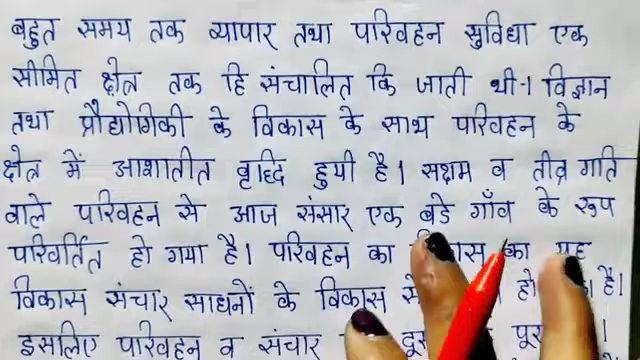 बहुत समय तक व्यापार तथा परिवहन सुविधा एक
सीमित क्षेत्र तक हि संचालित कि जाती थी। विज्ञान
तथा प्रौद्योगिकी के विकास के साथ परिवहन के
क्षेत्र में आशातीत वृध्दि हुयी है। सक्षम व तीव्र गति
वाले परिवहन से आज संसार एक बडे गाँव के रूप
परिवर्तित हो गया है। परिवहन का का यह
विकास संचार साधनों के विकास से हो है।
इसलिए परिवहन व संचार